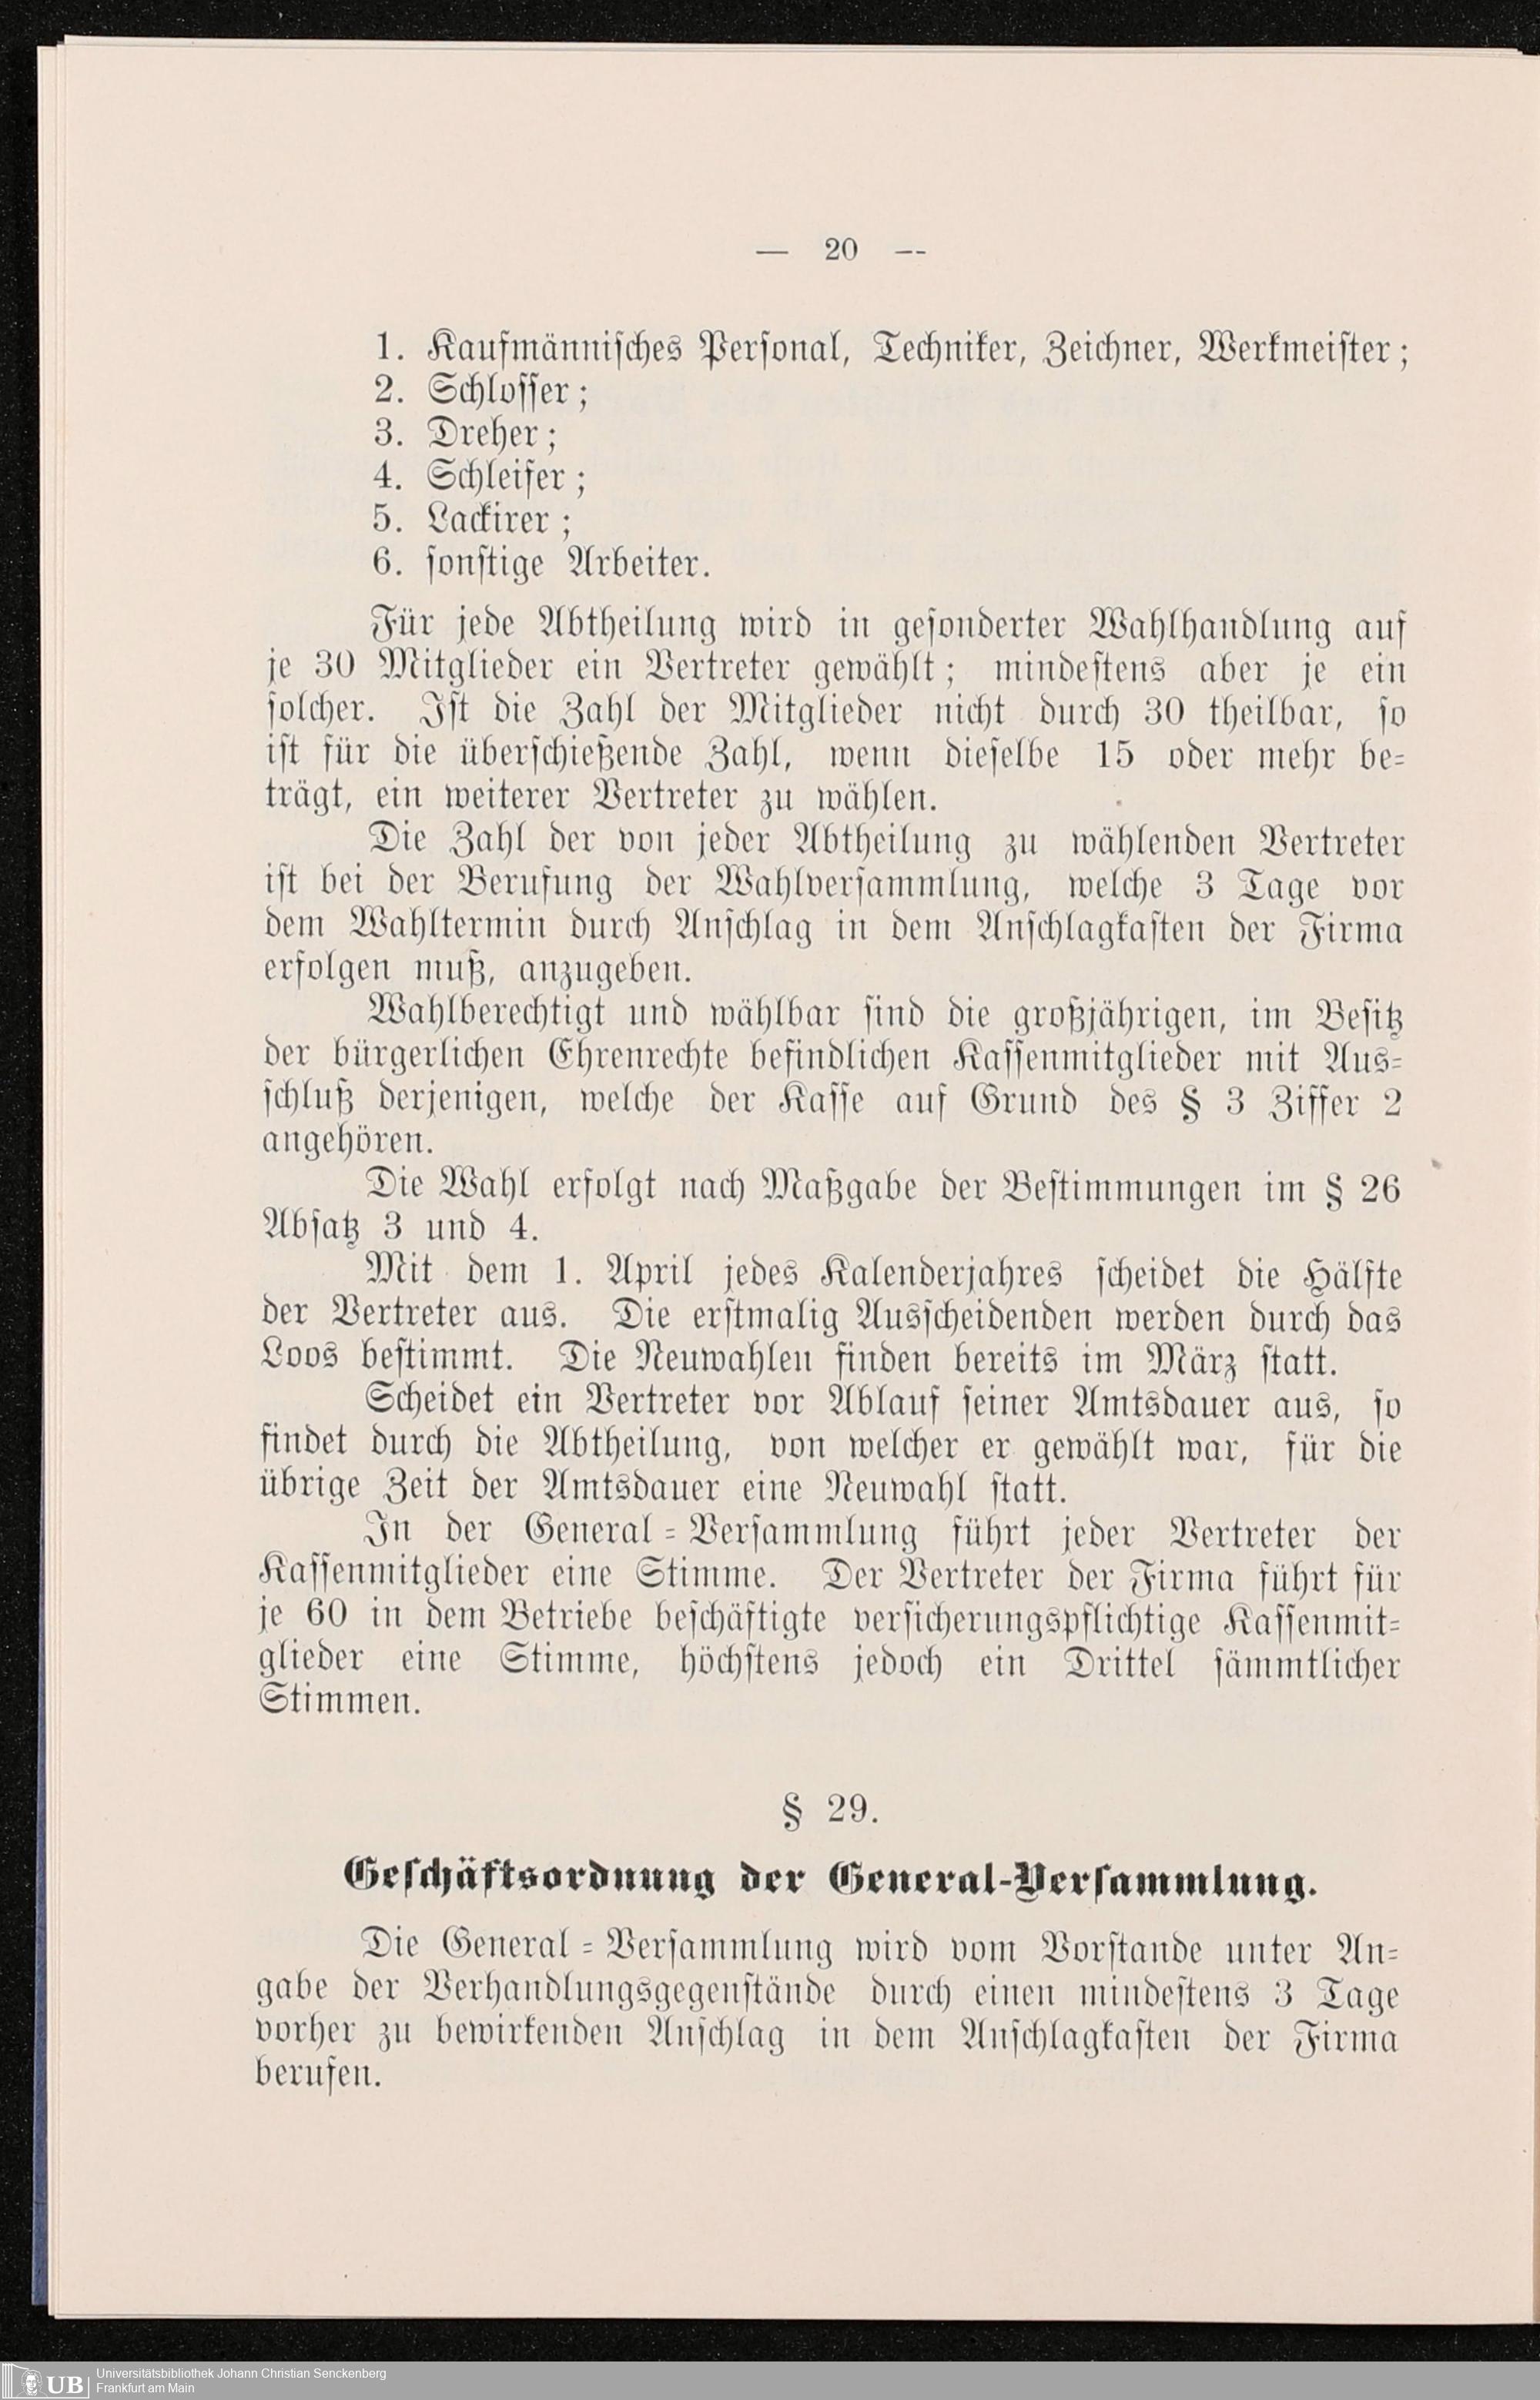 — 20 --
1. Kaufmännisches Personal, Techniker, Zeichner, Werkmeister;
2. Schlosser;
3. Dreher;
4. Schleifer;
5. Lackirer;
6. sonstige Arbeiter.
Für jede Abtheilung wird in gesonderter Wahlhandlung auf
je 30 Mitglieder ein Vertreter gewählt; mindestens aber je ein
solcher. Ist die Zahl der Mitglieder nicht durch 30 theilbar, so
ist für die überschießende Zahl, wenn dieselbe 15 oder mehr be-
trägt, ein weiterer Vertreter zu wählen.
Die Zahl der von jeder Abtheilung zu wählenden Vertreter
ist bei der Berufung der Wahlversammlung, welche 3 Tage vor
dem Wahltermin durch Anschlag in dem Anschlagkasten der Firma
erfolgen muß, anzugeben.
Wahlberechtigt und wählbar sind die großjährigen, im Besitz
der bürgerlichen Ehrenrechte befindlichen Kassenmitglieder mit Aus-
schluß derjenigen, welche der Kasse auf Grund des § 3 Ziffer 2
angehören.
Die Wahl erfolgt nach Maßgabe der Bestimmungen im § 26
Absatz 3 und 4.
Mit dem 1. April jedes Kalenderjahres scheidet die Hälfte
der Vertreter aus. Die erstmalig Ausscheidenden werden durch das
Loos bestimmt. Die Neuwahlen finden bereits im März statt.
Scheidet ein Vertreter vor Ablauf seiner Amtsdauer aus, so
findet durch die Abtheilung, von welcher er gewählt war, für die
übrige Zeit der Amtsdauer eine Neuwahl statt.
In der General-Versammlung führt jeder Vertreter der
Kassenmitglieder eine Stimme. Der Vertreter der Firma führt für
je 60 in dem Betriebe beschäftigte versicherungspflichtige Kassenmit-
glieder eine Stimme, höchstens jedoch ein Drittel sämmtlicher
Stimmen.
§ 29.
Geschäftsordnung der General-Versammlung.
Die General-Versammlung wird vom Vorstande unter An-
gabe der Verhandlungsgegenstände durch einen mindestens 3 Tage
vorher zu bewirkenden Anschlag in dem Anschlagkasten der Firma
berufen.
UB Universitätsbibliothek Johann Christian Senckenberg
Frankfurt am Main